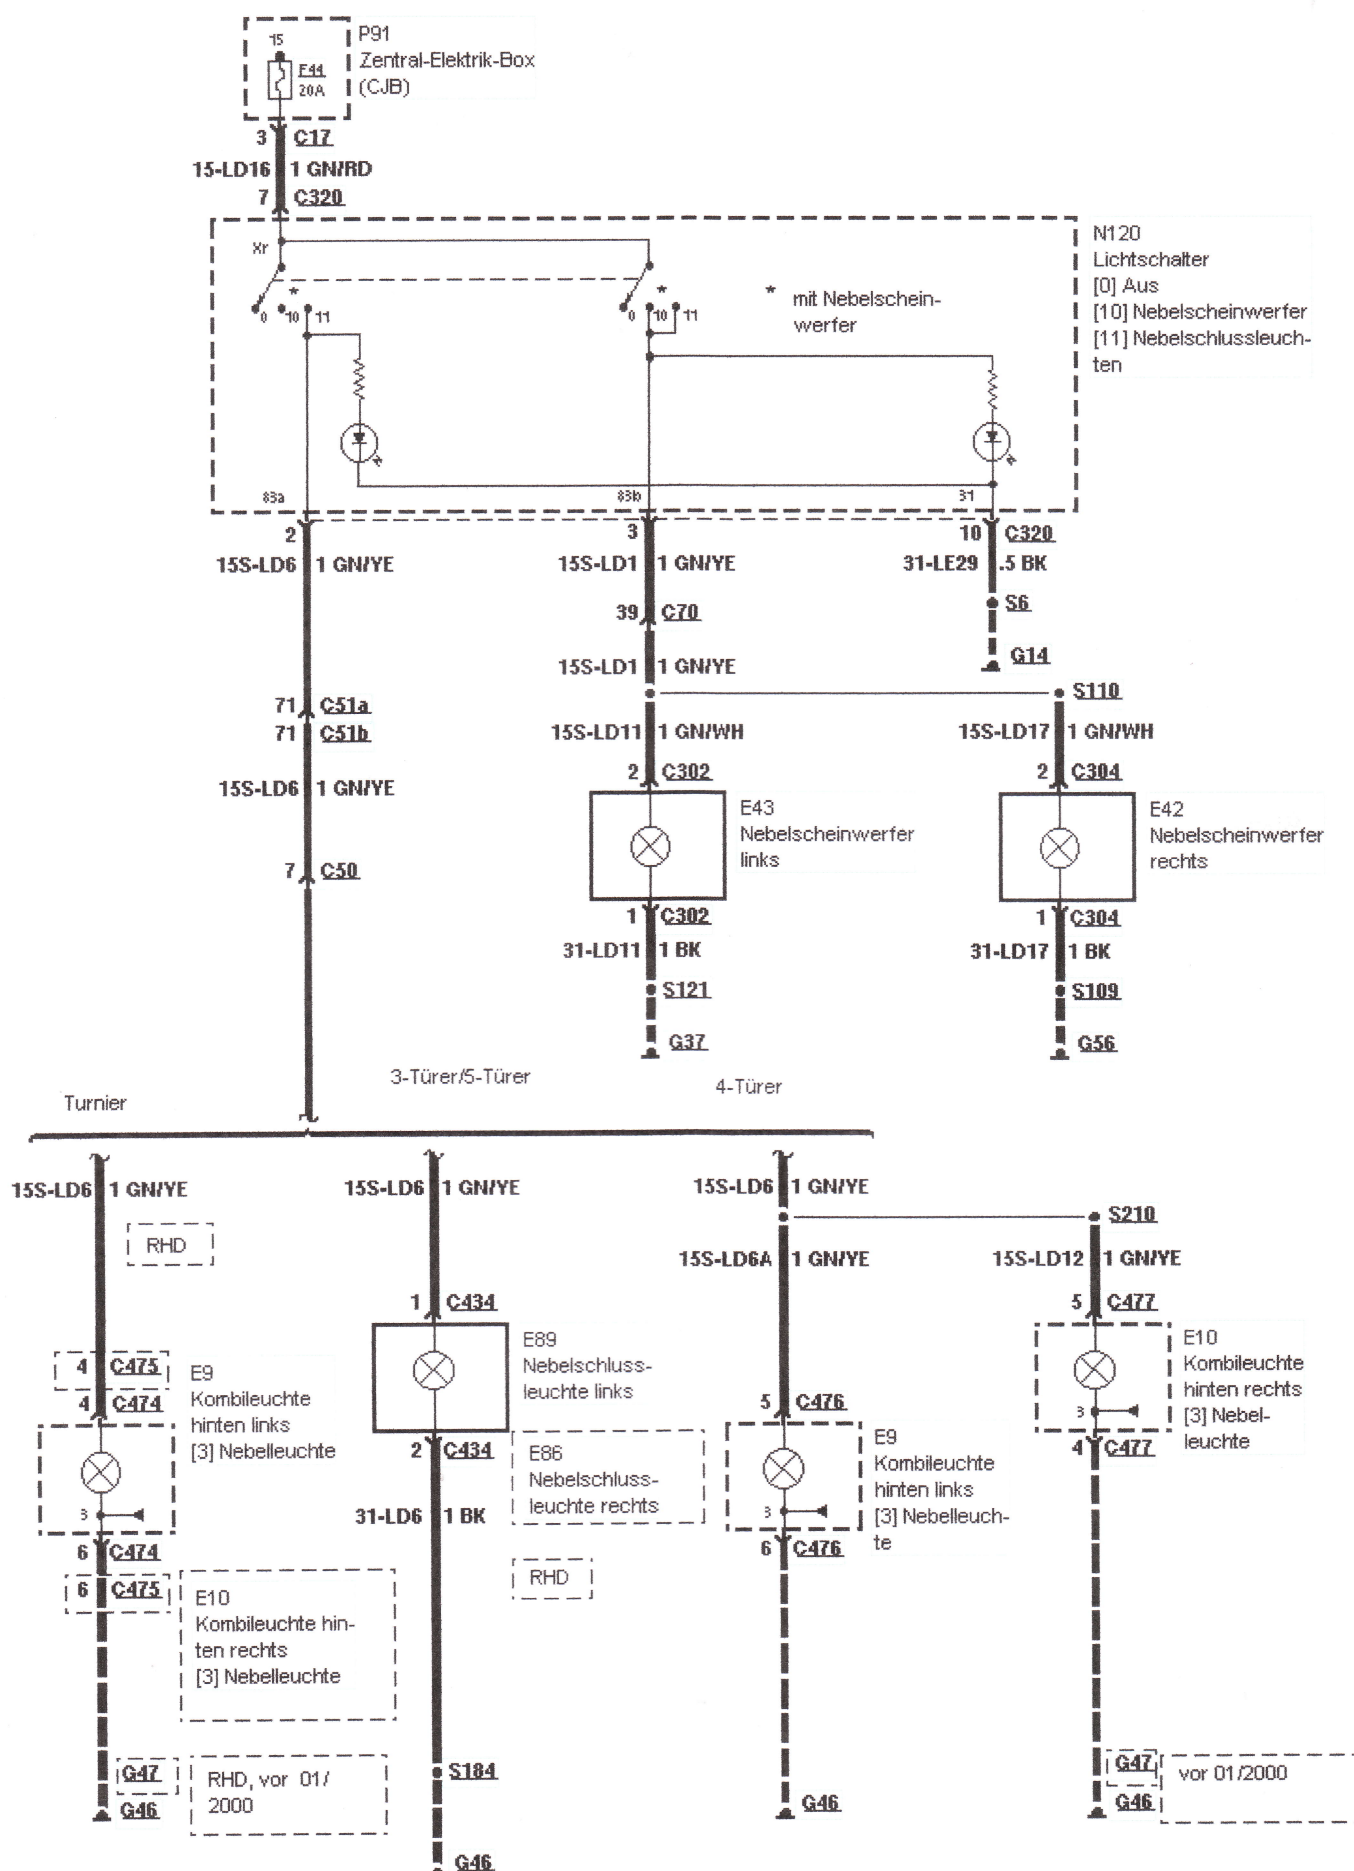 P91
Zentral-Elektrik-Box
(CJB)
15
F44
20A
3 C17
15-LD16 1 GN/RD
7 C320
N120
Lichtschalter
[0] Aus
[10] Nebelscheinwerfer
[11] Nebelschlussleuch-
ten
Xr
* * * mit Nebelschein-
werfer
0 10 11 0 10 11
83a 83b 31
2 3 10 C320
15S-LD6 1 GN/YE 15S-LD1 1 GN/YE 31-LE29 .5 BK
39 C70 S6
15S-LD1 1 GN/YE G14
S110
71 C51a
71 C51b
15S-LD11 1 GN/WH 15S-LD17 1 GN/WH
2 C302 2 C304
15S-LD6 1 GN/YE
E43
Nebelscheinwerfer
links
E42
Nebelscheinwerfer
rechts
7 C50
1 C302 1 C304
31-LD11 1 BK 31-LD17 1 BK
S121 S109
G37 G56
Turnier 3-Türer/5-Türer 4-Türer
15S-LD6 1 GN/YE 15S-LD6 1 GN/YE 15S-LD6 1 GN/YE
S210
RHD
15S-LD6A 1 GN/YE 15S-LD12 1 GN/YE
1 C434 5 C477
4 C475
4 C474
E9
Kombileuchte
hinten links
[3] Nebelleuchte
E89
Nebelschluss-
leuchte links
5 C476
E10
Kombileuchte
hinten rechts
[3] Nebel-
leuchte
3
4 C477
2 C434
E86
Nebelschluss-
leuchte rechts
E9
Kombileuchte
hinten links
[3] Nebelleuch-
te
3 31-LD6 1 BK 3
6 C474 6 C476
6 C475
RHD
E10
Kombileuchte hin-
ten rechts
[3] Nebelleuchte
G47
G46
RHD, vor 01/
2000
S184
G46
G46
G47
G46
vor 01/2000